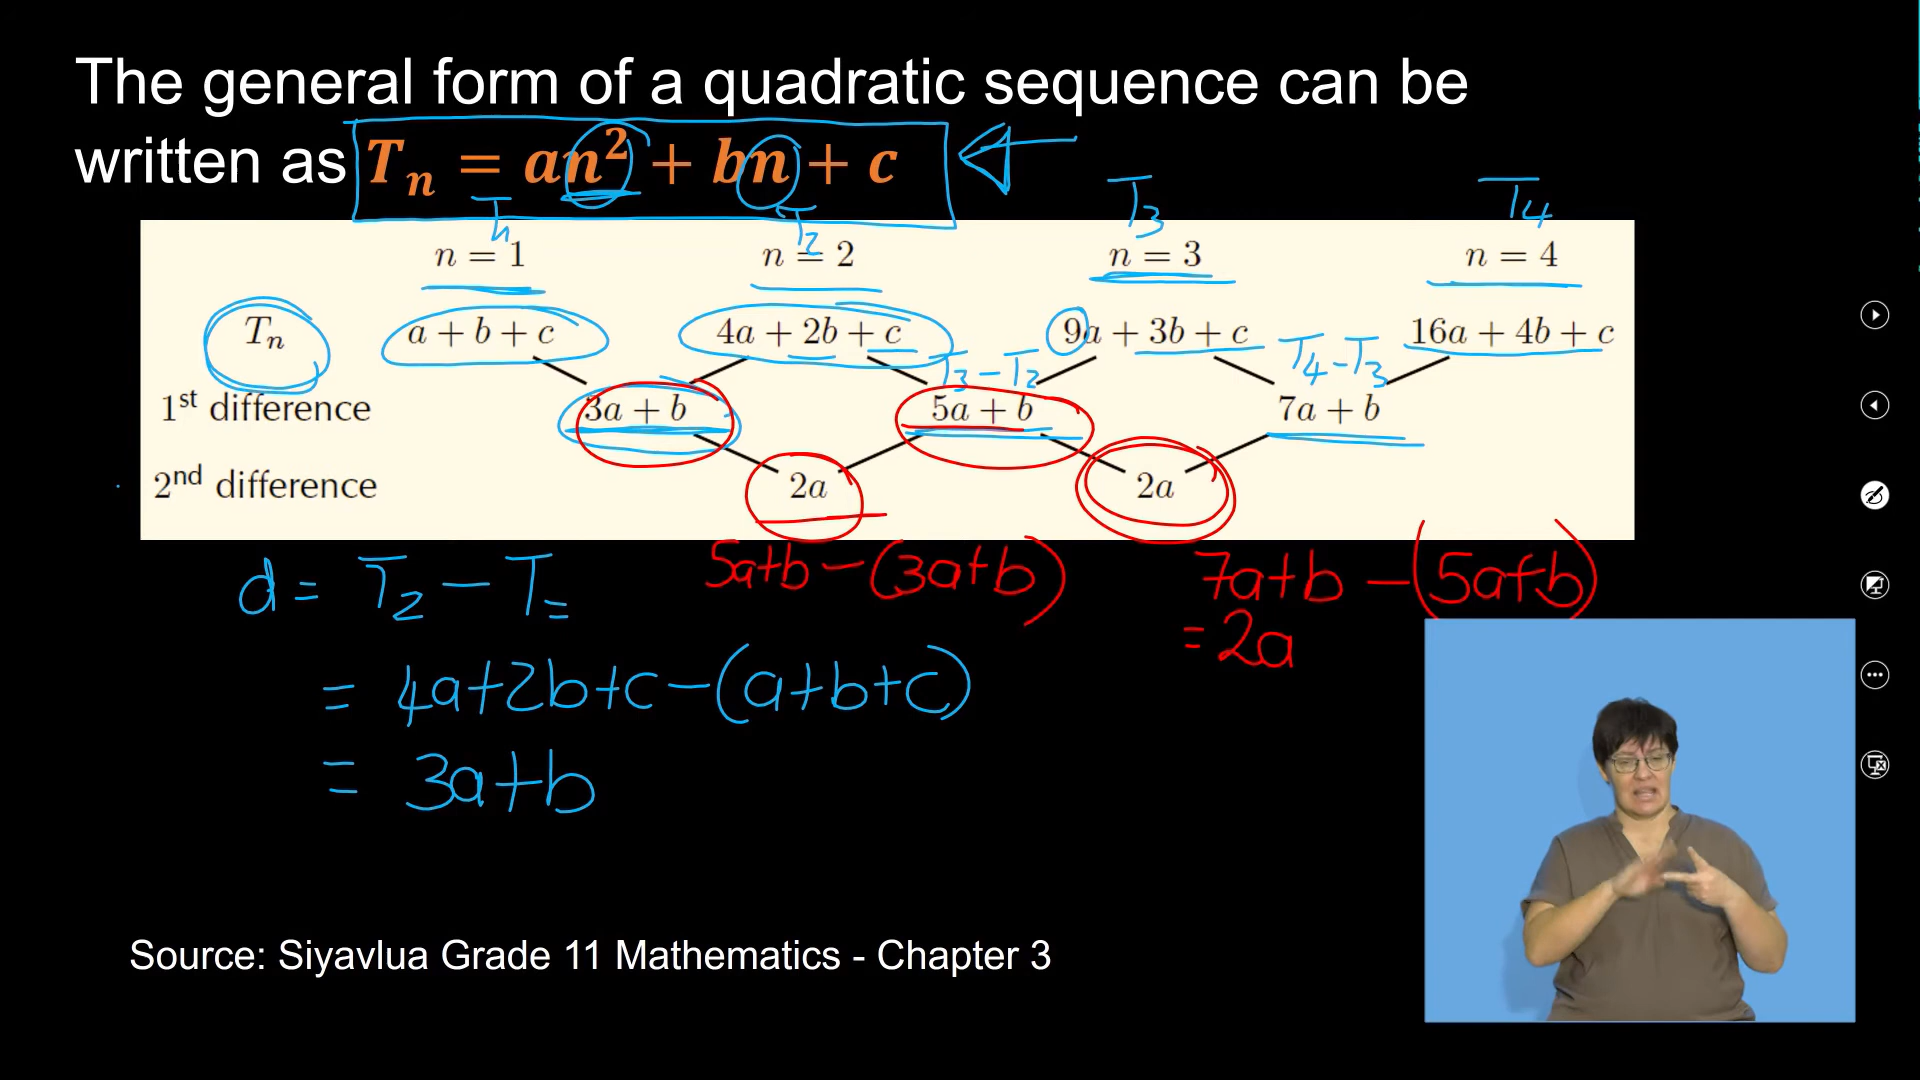 The general form of a quadratic sequence can be
written as Tₙ = an² + bn + c
T₁ T₂ T₃ T₄
n = 1 n = 2 n = 3 n = 4
Tₙ a + b + c 4a + 2b + c 9a + 3b + c 16a + 4b + c
T₃ - T₂ T₄ - T₃
1st difference 3a + b 5a + b 7a + b
2nd difference 2a 2a
5a+b - (3a+b) 7a+b - (5a+b)
= 2a
d = T₂ - T=
= 4a+2b+c - (a+b+c)
= 3a+b
Source: Siyavlua Grade 11 Mathematics - Chapter 3